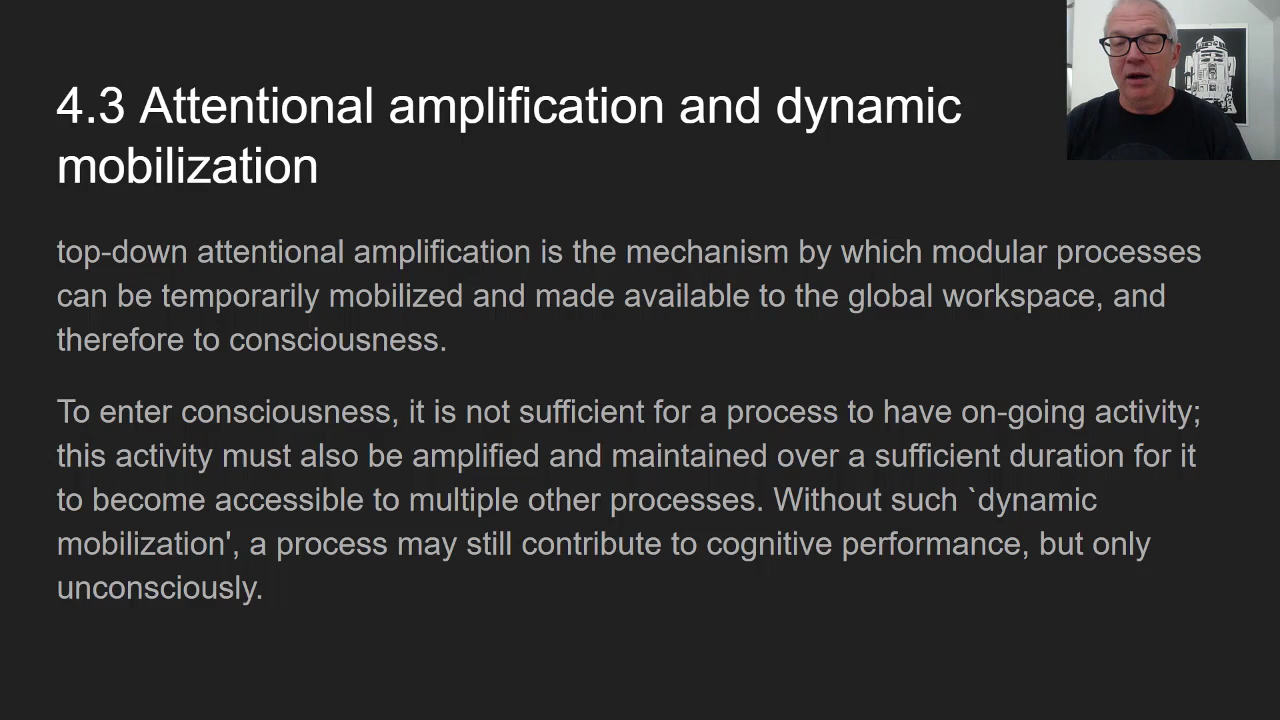 4.3 Attentional amplification and dynamic
mobilization
top-down attentional amplification is the mechanism by which modular processes
can be temporarily mobilized and made available to the global workspace, and
therefore to consciousness.
To enter consciousness, it is not sufficient for a process to have on-going activity;
this activity must also be amplified and maintained over a sufficient duration for it
to become accessible to multiple other processes. Without such `dynamic
mobilization', a process may still contribute to cognitive performance, but only
unconsciously.